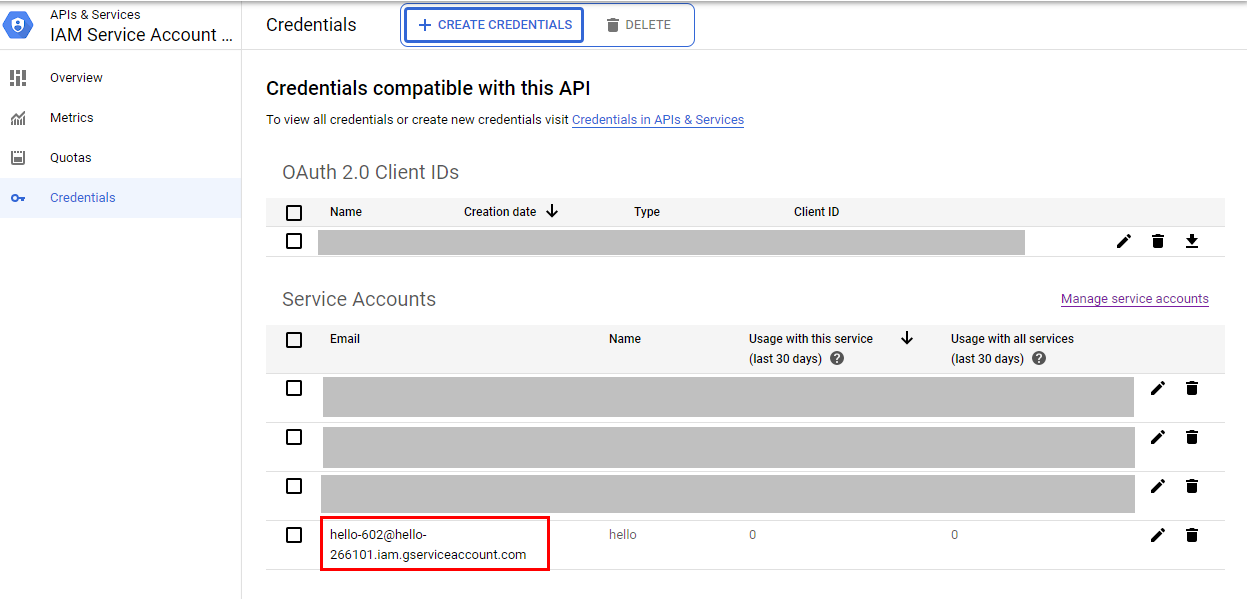 APIs & Services
IAM Service Account ...
Credentials
CREATE CREDENTIALS
DELETE
Overview
Metrics
Quotas
Credentials
Credentials compatible with this API
To view all credentials or create new credentials visit Credentials in APIs & Services
OAuth 2.0 Client IDs
Name Creation date Type Client ID
Service Accounts
Manage service accounts
Email Name Usage with this service Usage with all services
(last 30 days) ? (last 30 days) ?
hello-602@hello- hello 0 0
266101.iam.gserviceaccount.com